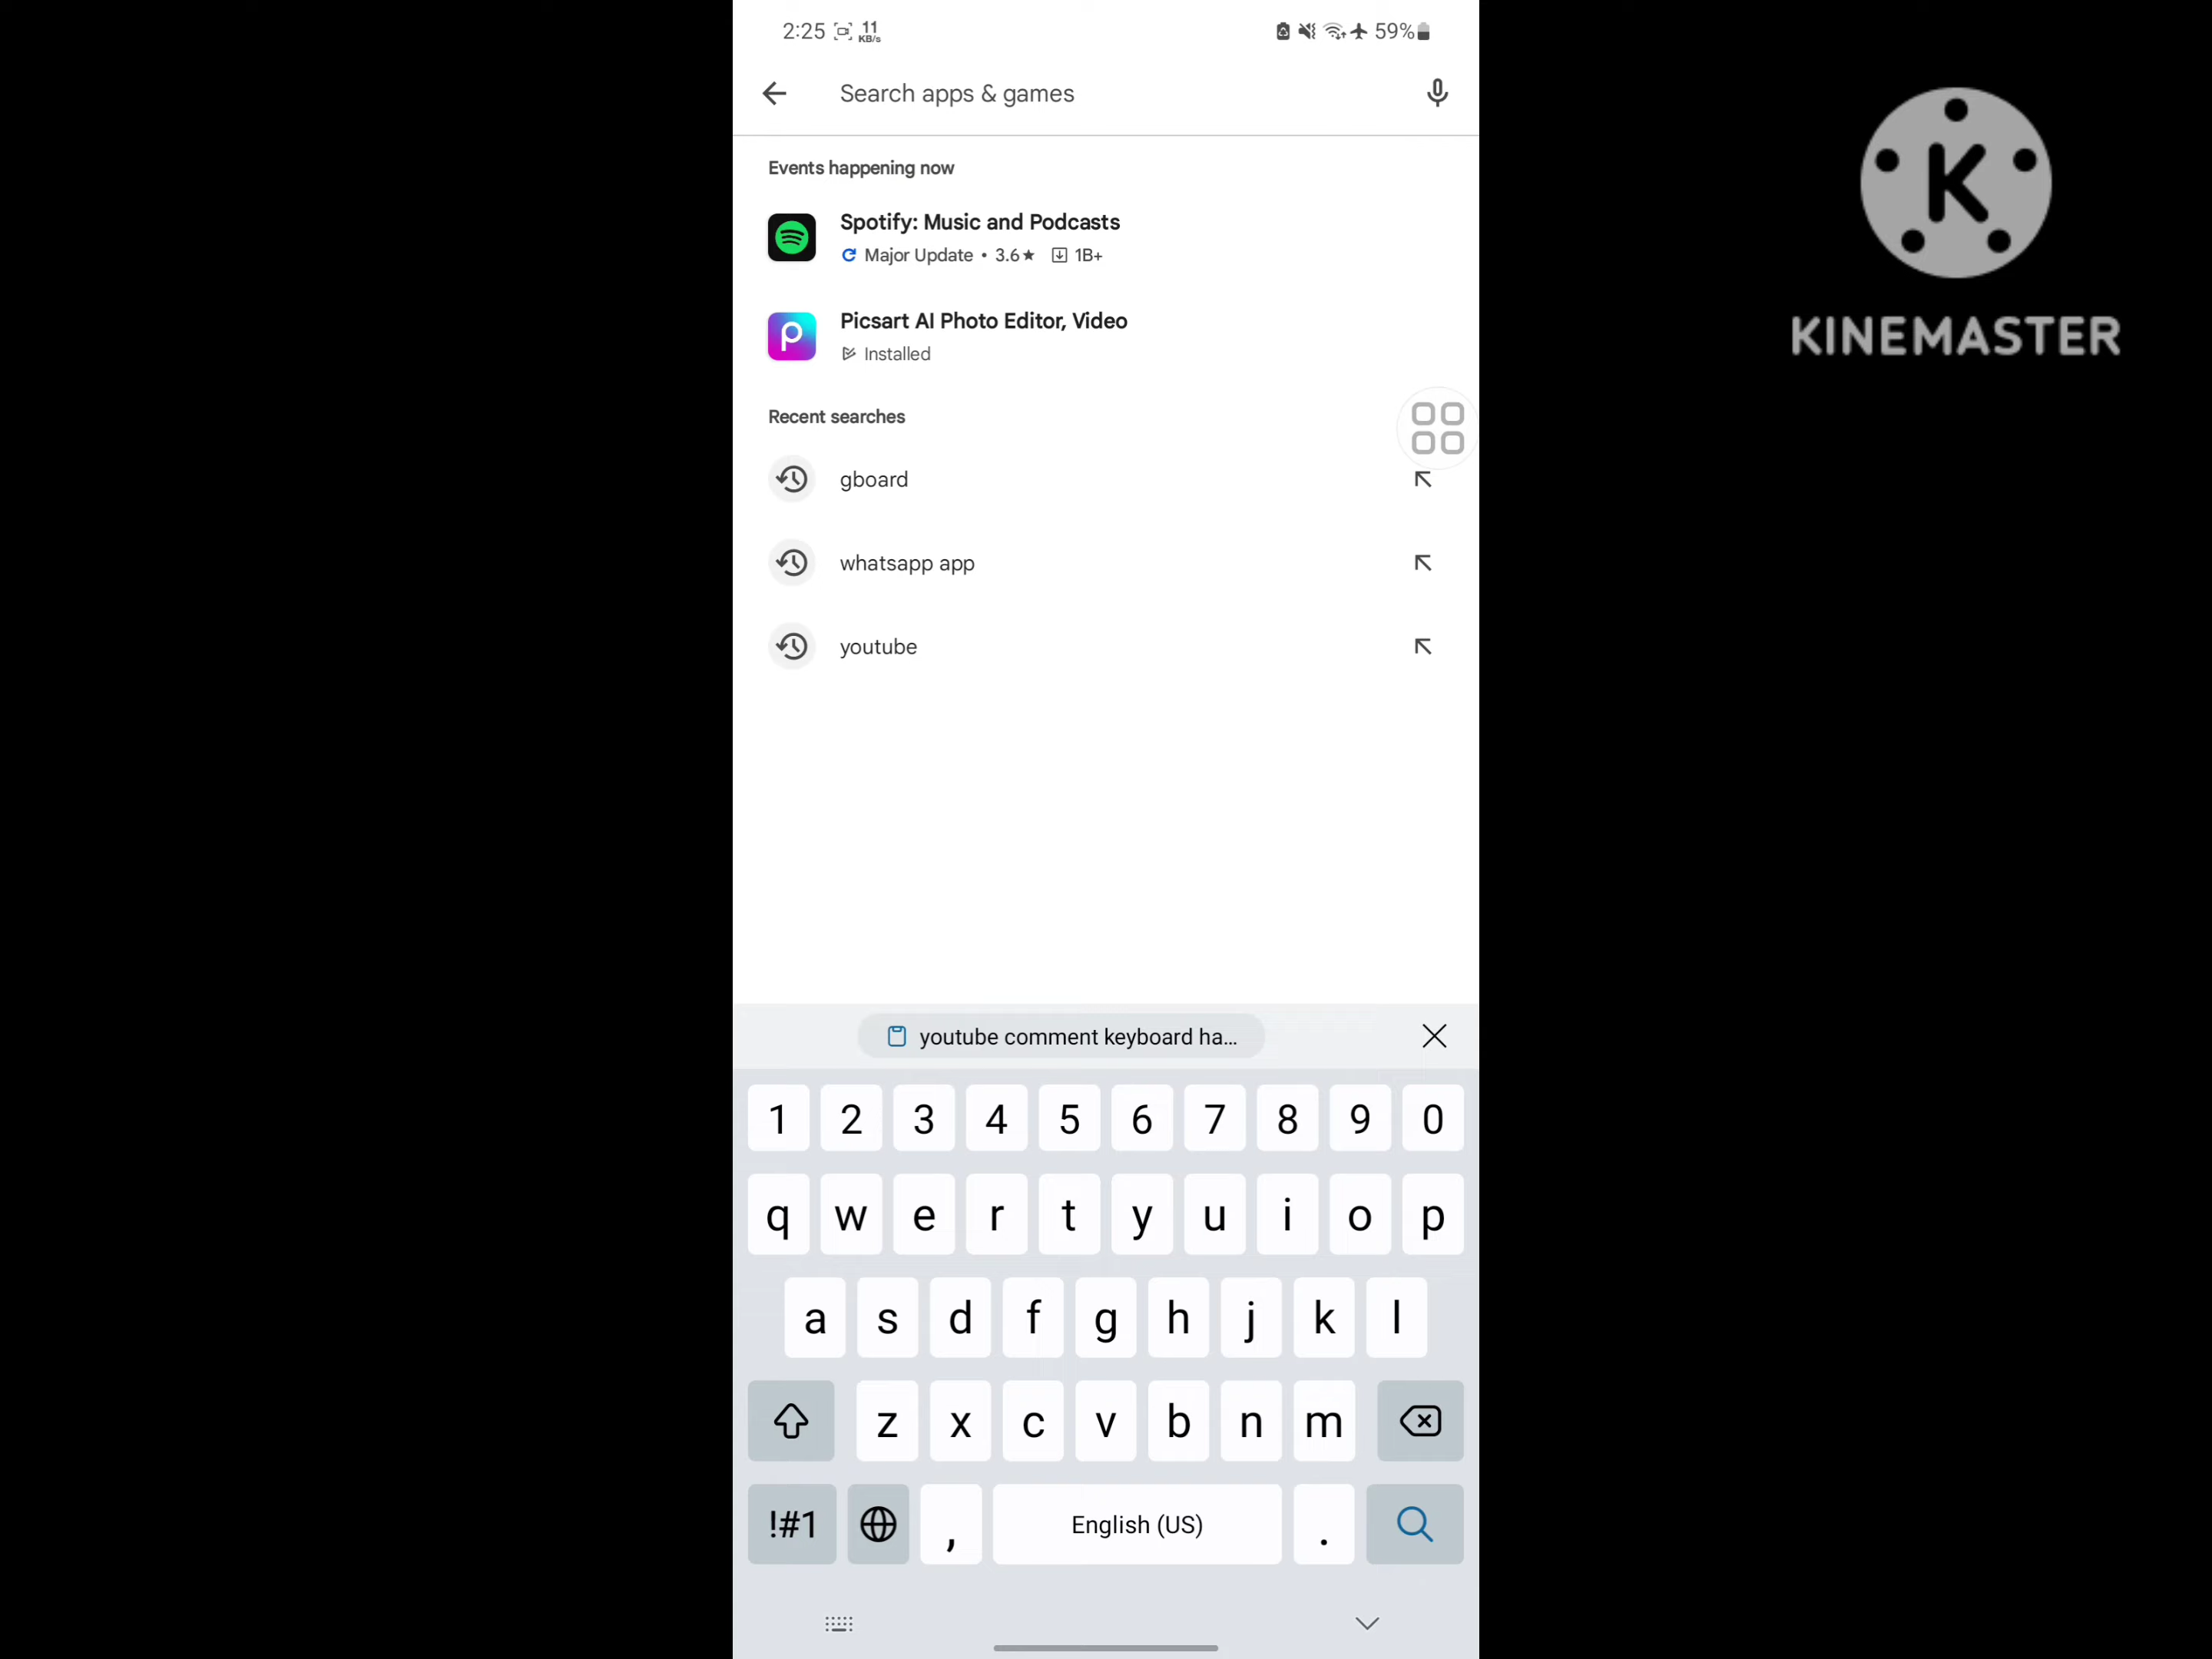 2:25 11 KB/s 59%
Search apps & games
K
KINEMASTER
Events happening now
Spotify: Music and Podcasts
Major Update • 3.6★ 1B+
Picsart AI Photo Editor, Video
Installed
Recent searches
gboard
whatsapp app
youtube
youtube comment keyboard ha...
1 2 3 4 5 6 7 8 9 0
q w e r t y u i o p
a s d f g h j k l
z x c v b n m
!#1 , English (US) .